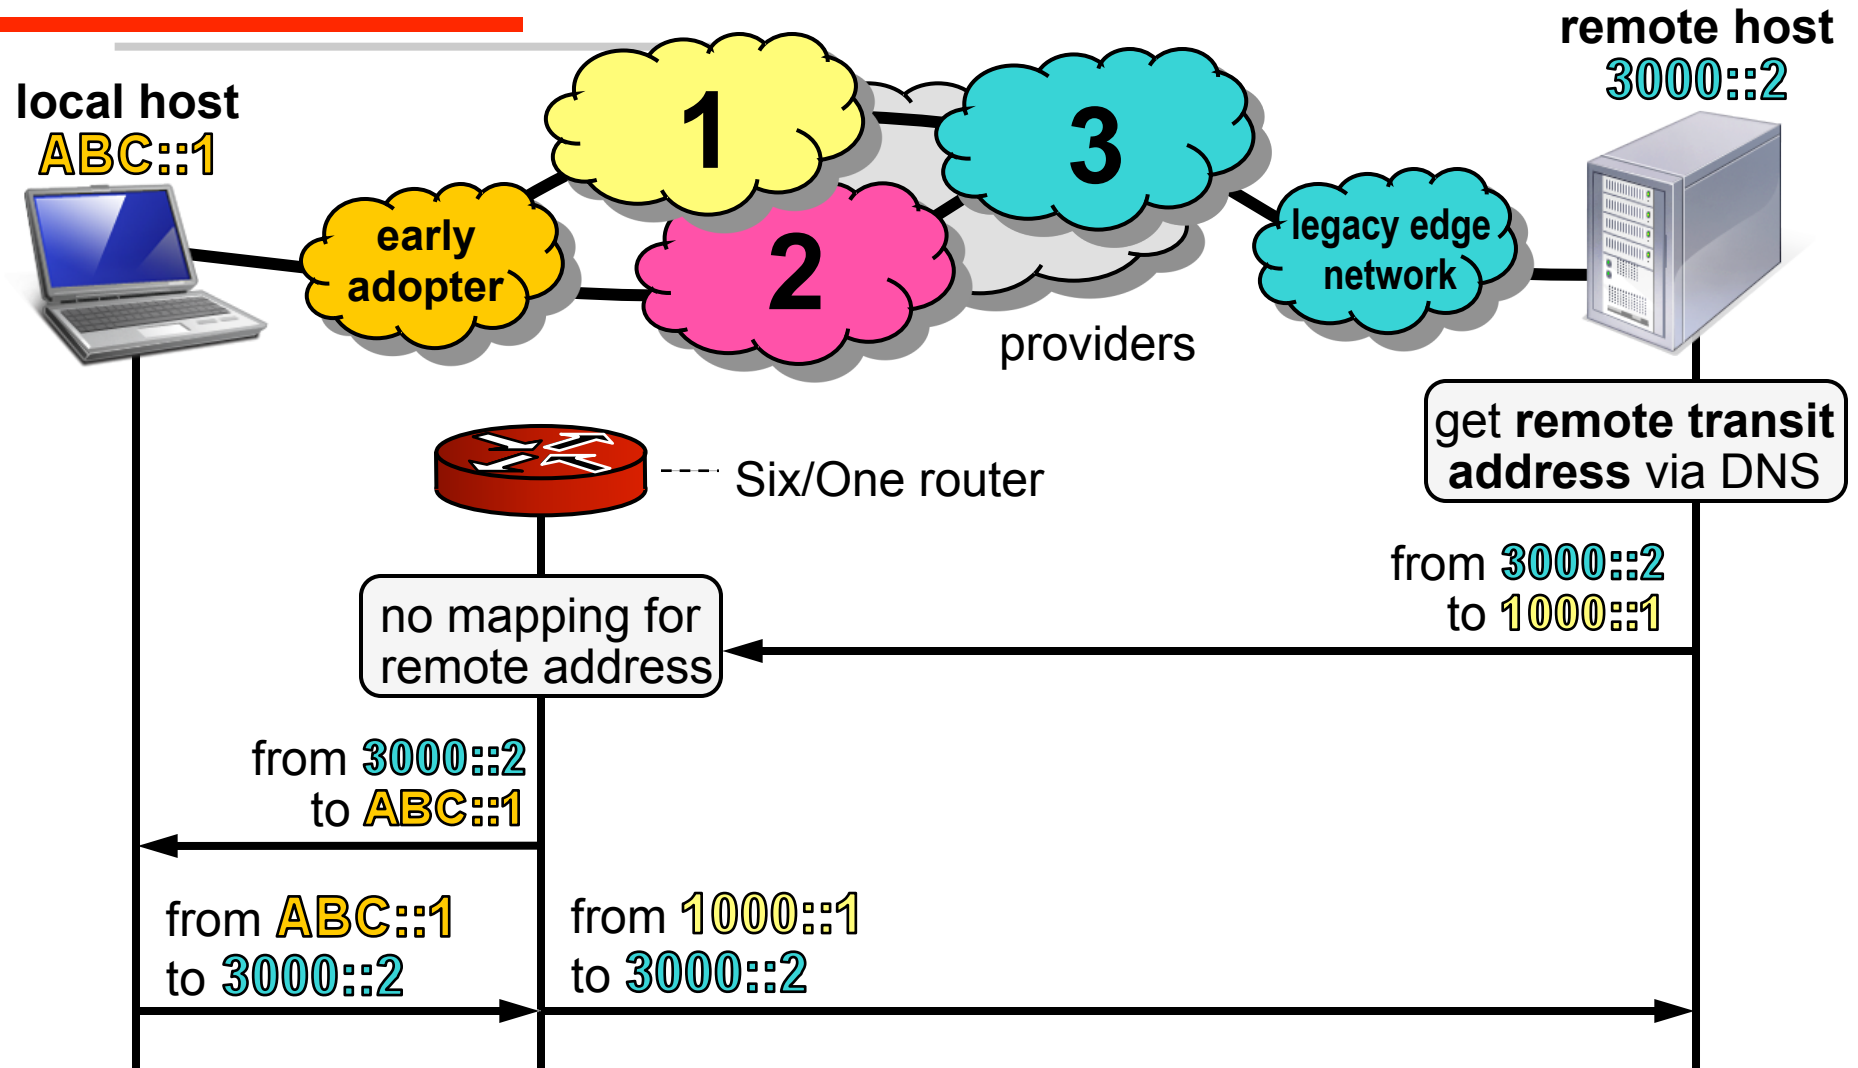 remote host
3000::2
local host
ABC::1
1
3
2
early
adopter
legacy edge
network
providers
get remote transit
address via DNS
Six/One router
from 3000::2
to 1000::1
no mapping for
remote address
from 3000::2
to ABC::1
from ABC::1
to 3000::2
from 1000::1
to 3000::2